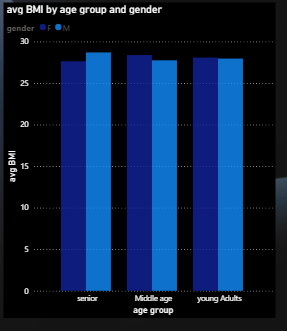 avg BMI by age group and gender
gender F M
30
25
20
15
10
5
0
avg BMI
senior Middle age young Adults
age group